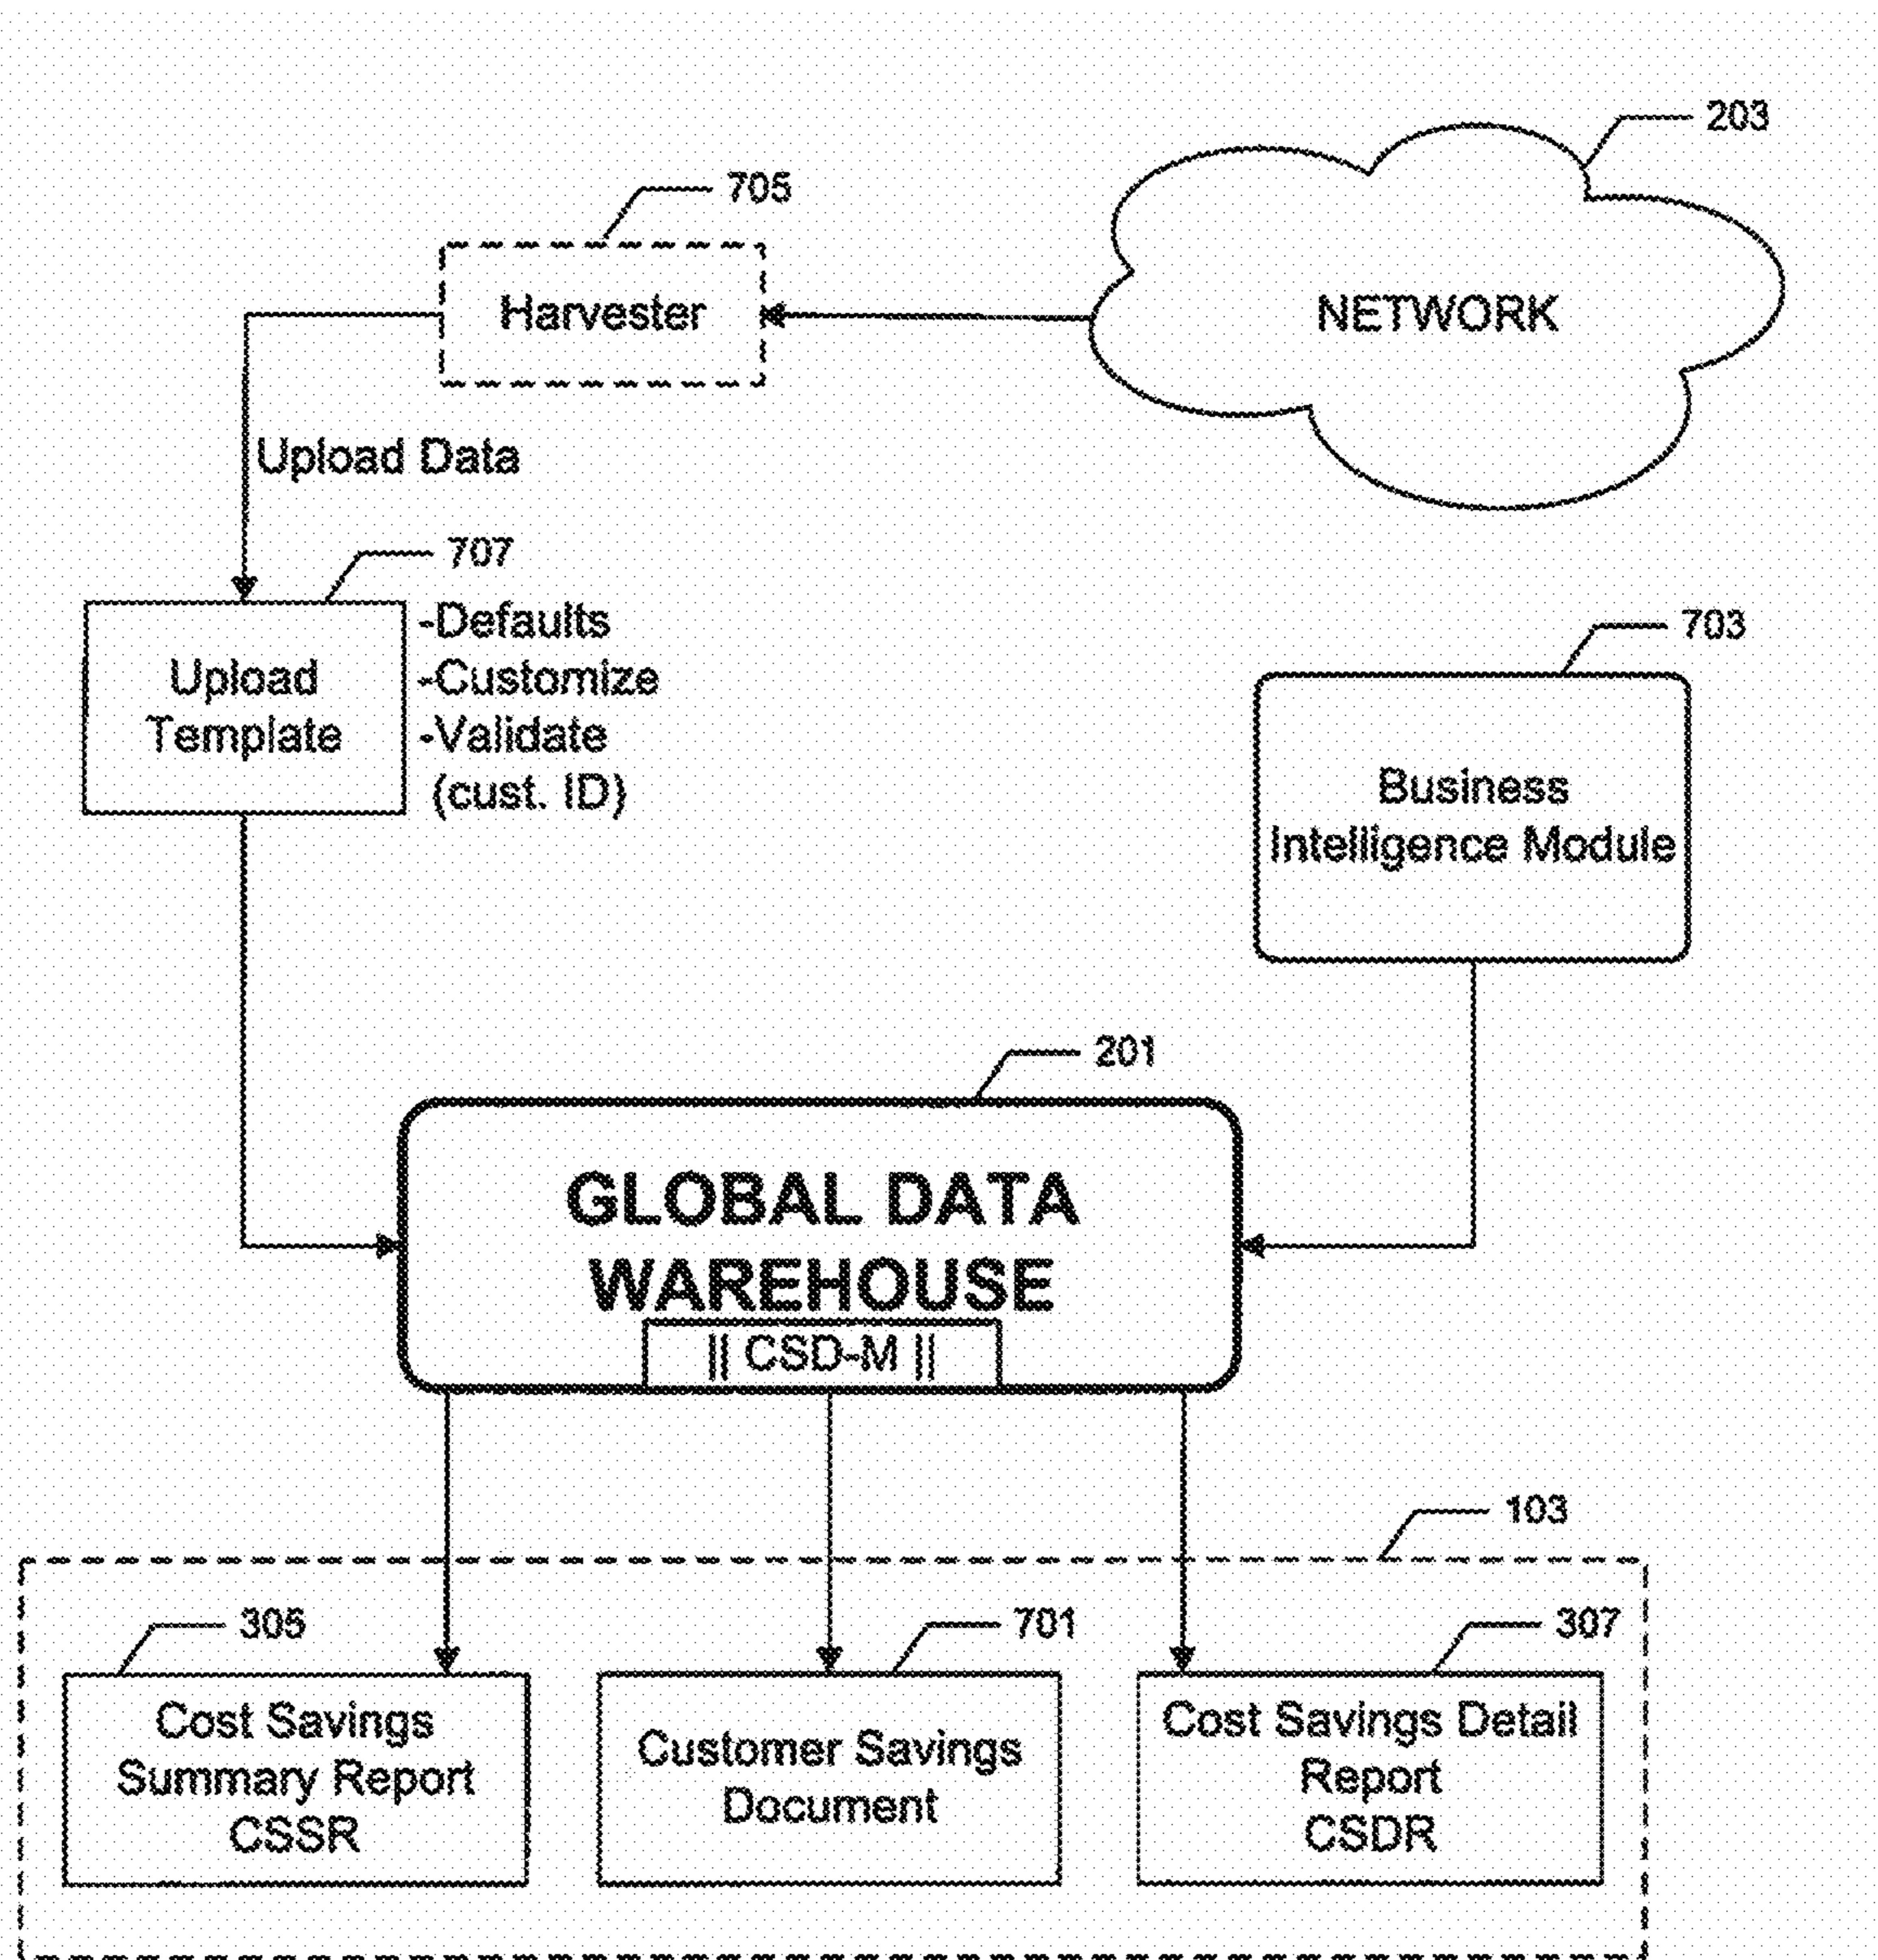 203
705
Harvester
NETWORK
Upload Data
707
-Defaults
-Customize
-Validate
(cust. ID)
Upload
Template
703
Business
Intelligence Module
201
GLOBAL DATA
WAREHOUSE
|| CSD-M ||
103
305
701
307
Cost Savings
Summary Report
CSSR
Customer Savings
Document
Cost Savings Detail
Report
CSDR